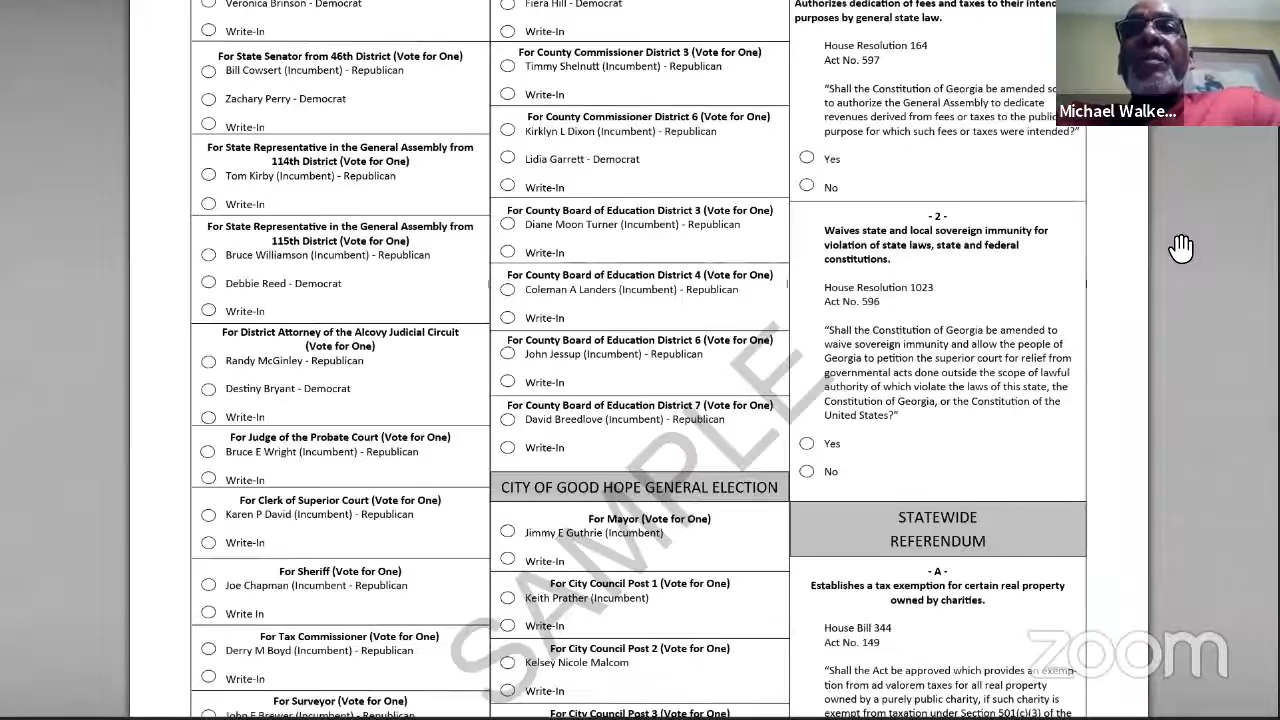 Veronica Brinson - Democrat
Write-In
For State Senator from 46th District (Vote for One)
Bill Cowsert (Incumbent) - Republican
Zachary Perry - Democrat
Write-In
For State Representative in the General Assembly from
114th District (Vote for One)
Tom Kirby (Incumbent) - Republican
Write-In
For State Representative in the General Assembly from
115th District (Vote for One)
Bruce Williamson (Incumbent) - Republican
Debbie Reed - Democrat
Write-In
For District Attorney of the Alcovy Judicial Circuit
(Vote for One)
Randy McGinley - Republican
Destiny Bryant - Democrat
Write-In
For Judge of the Probate Court (Vote for One)
Bruce E Wright (Incumbent) - Republican
Write-In
For Clerk of Superior Court (Vote for One)
Karen P David (Incumbent) - Republican
Write-In
For Sheriff (Vote for One)
Joe Chapman (Incumbent - Republican
Write In
For Tax Commissioner (Vote for One)
Derry M Boyd (Incumbent) - Republican
Write-In
For Surveyor (Vote for One)
John F Brewer (Incumbent) - Republican
Fiera Hill - Democrat
Write-In
For County Commissioner District 3 (Vote for One)
Timmy Shelnutt (Incumbent) - Republican
Write-In
For County Commissioner District 6 (Vote for One)
Kirklyn L Dixon (Incumbent) - Republican
Lidia Garrett - Democrat
Write-In
For County Board of Education District 3 (Vote for One)
Diane Moon Turner (Incumbent) - Republican
Write-In
For County Board of Education District 4 (Vote for One)
Coleman A Landers (Incumbent) - Republican
Write-In
For County Board of Education District 6 (Vote for One)
John Jessup (Incumbent) - Republican
Write-In
For County Board of Education District 7 (Vote for One)
David Breedlove (Incumbent) - Republican
Write-In
CITY OF GOOD HOPE GENERAL ELECTION
For Mayor (Vote for One)
Jimmy E Guthrie (Incumbent)
Write-In
For City Council Post 1 (Vote for One)
Keith Prather (Incumbent)
Write-In
For City Council Post 2 (Vote for One)
Kelsey Nicole Malcom
Write-In
For City Council Post 3 (Vote for One)
Authorizes dedication of fees and taxes to their
purposes by general state law.
House Resolution 164
Act No. 597
“Shall the Constitution of Georgia be amended
to authorize the General Assembly to dedicate
revenues derived from fees or taxes to the public
purpose for which such fees or taxes were intended?”
Yes
No
- 2 -
Waives state and local sovereign immunity for
violation of state laws, state and federal
constitutions.
House Resolution 1023
Act No. 596
“Shall the Constitution of Georgia be amended to
waive sovereign immunity and allow the people of
Georgia to petition the superior court for relief from
governmental acts done outside the scope of lawful
authority of which violate the laws of this state, the
Constitution of Georgia, or the Constitution of the
United States?”
Yes
No
STATEWIDE
REFERENDUM
- A -
Establishes a tax exemption for certain real property
owned by charities.
House Bill 344
Act No. 149
“Shall the Act be approved which provides an exemp-
tion from ad valorem taxes for all real property
owned by a purely public charity, if such charity is
exempt from taxation under Section 501(c)(3) of the
SAMPLE
Michael Walke...
zoom